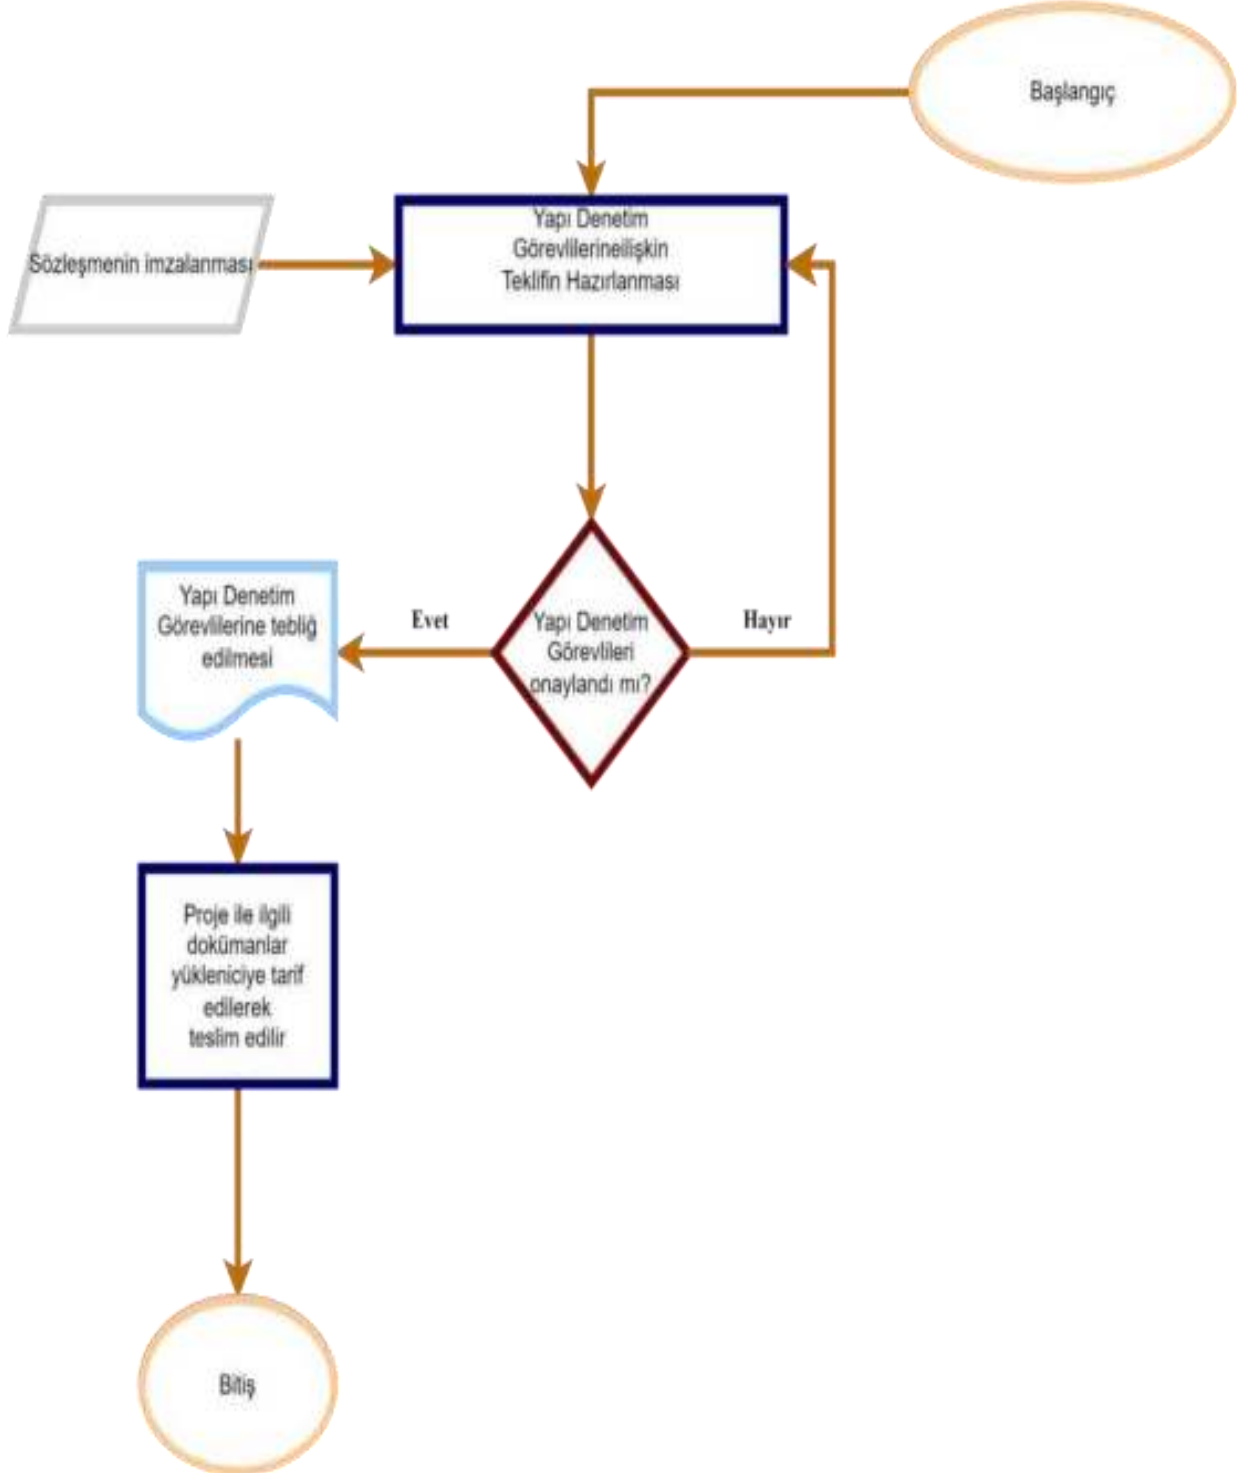 Başlangıç
Yapı Denetim
Görevlilerineilişkin
Teklifin Hazırlanması
Sözleşmenin imzalanması
Yapı Denetim
Görevlilerine tebliğ
edilmesi
Evet
Yapı Denetim
Görevlileri
onaylandı mı?
Hayır
Proje ile ilgili
dokümanlar
yükleniciye tarif
edilerek
teslim edilir
Bitiş